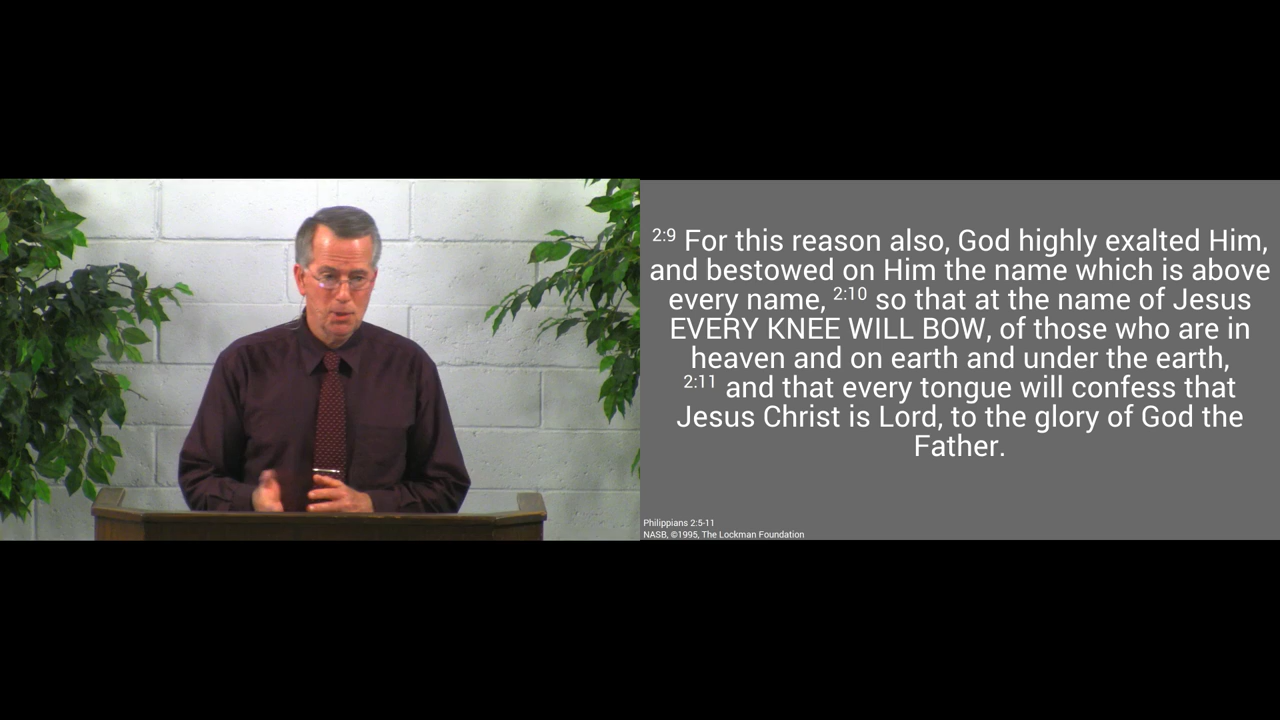 2:9 For this reason also, God highly exalted Him,
and bestowed on Him the name which is above
every name, 2:10 so that at the name of Jesus
EVERY KNEE WILL BOW, of those who are in
heaven and on earth and under the earth,
2:11 and that every tongue will confess that
Jesus Christ is Lord, to the glory of God the
Father.
Philippians 2:5-11
NASB, ©1995, The Lockman Foundation